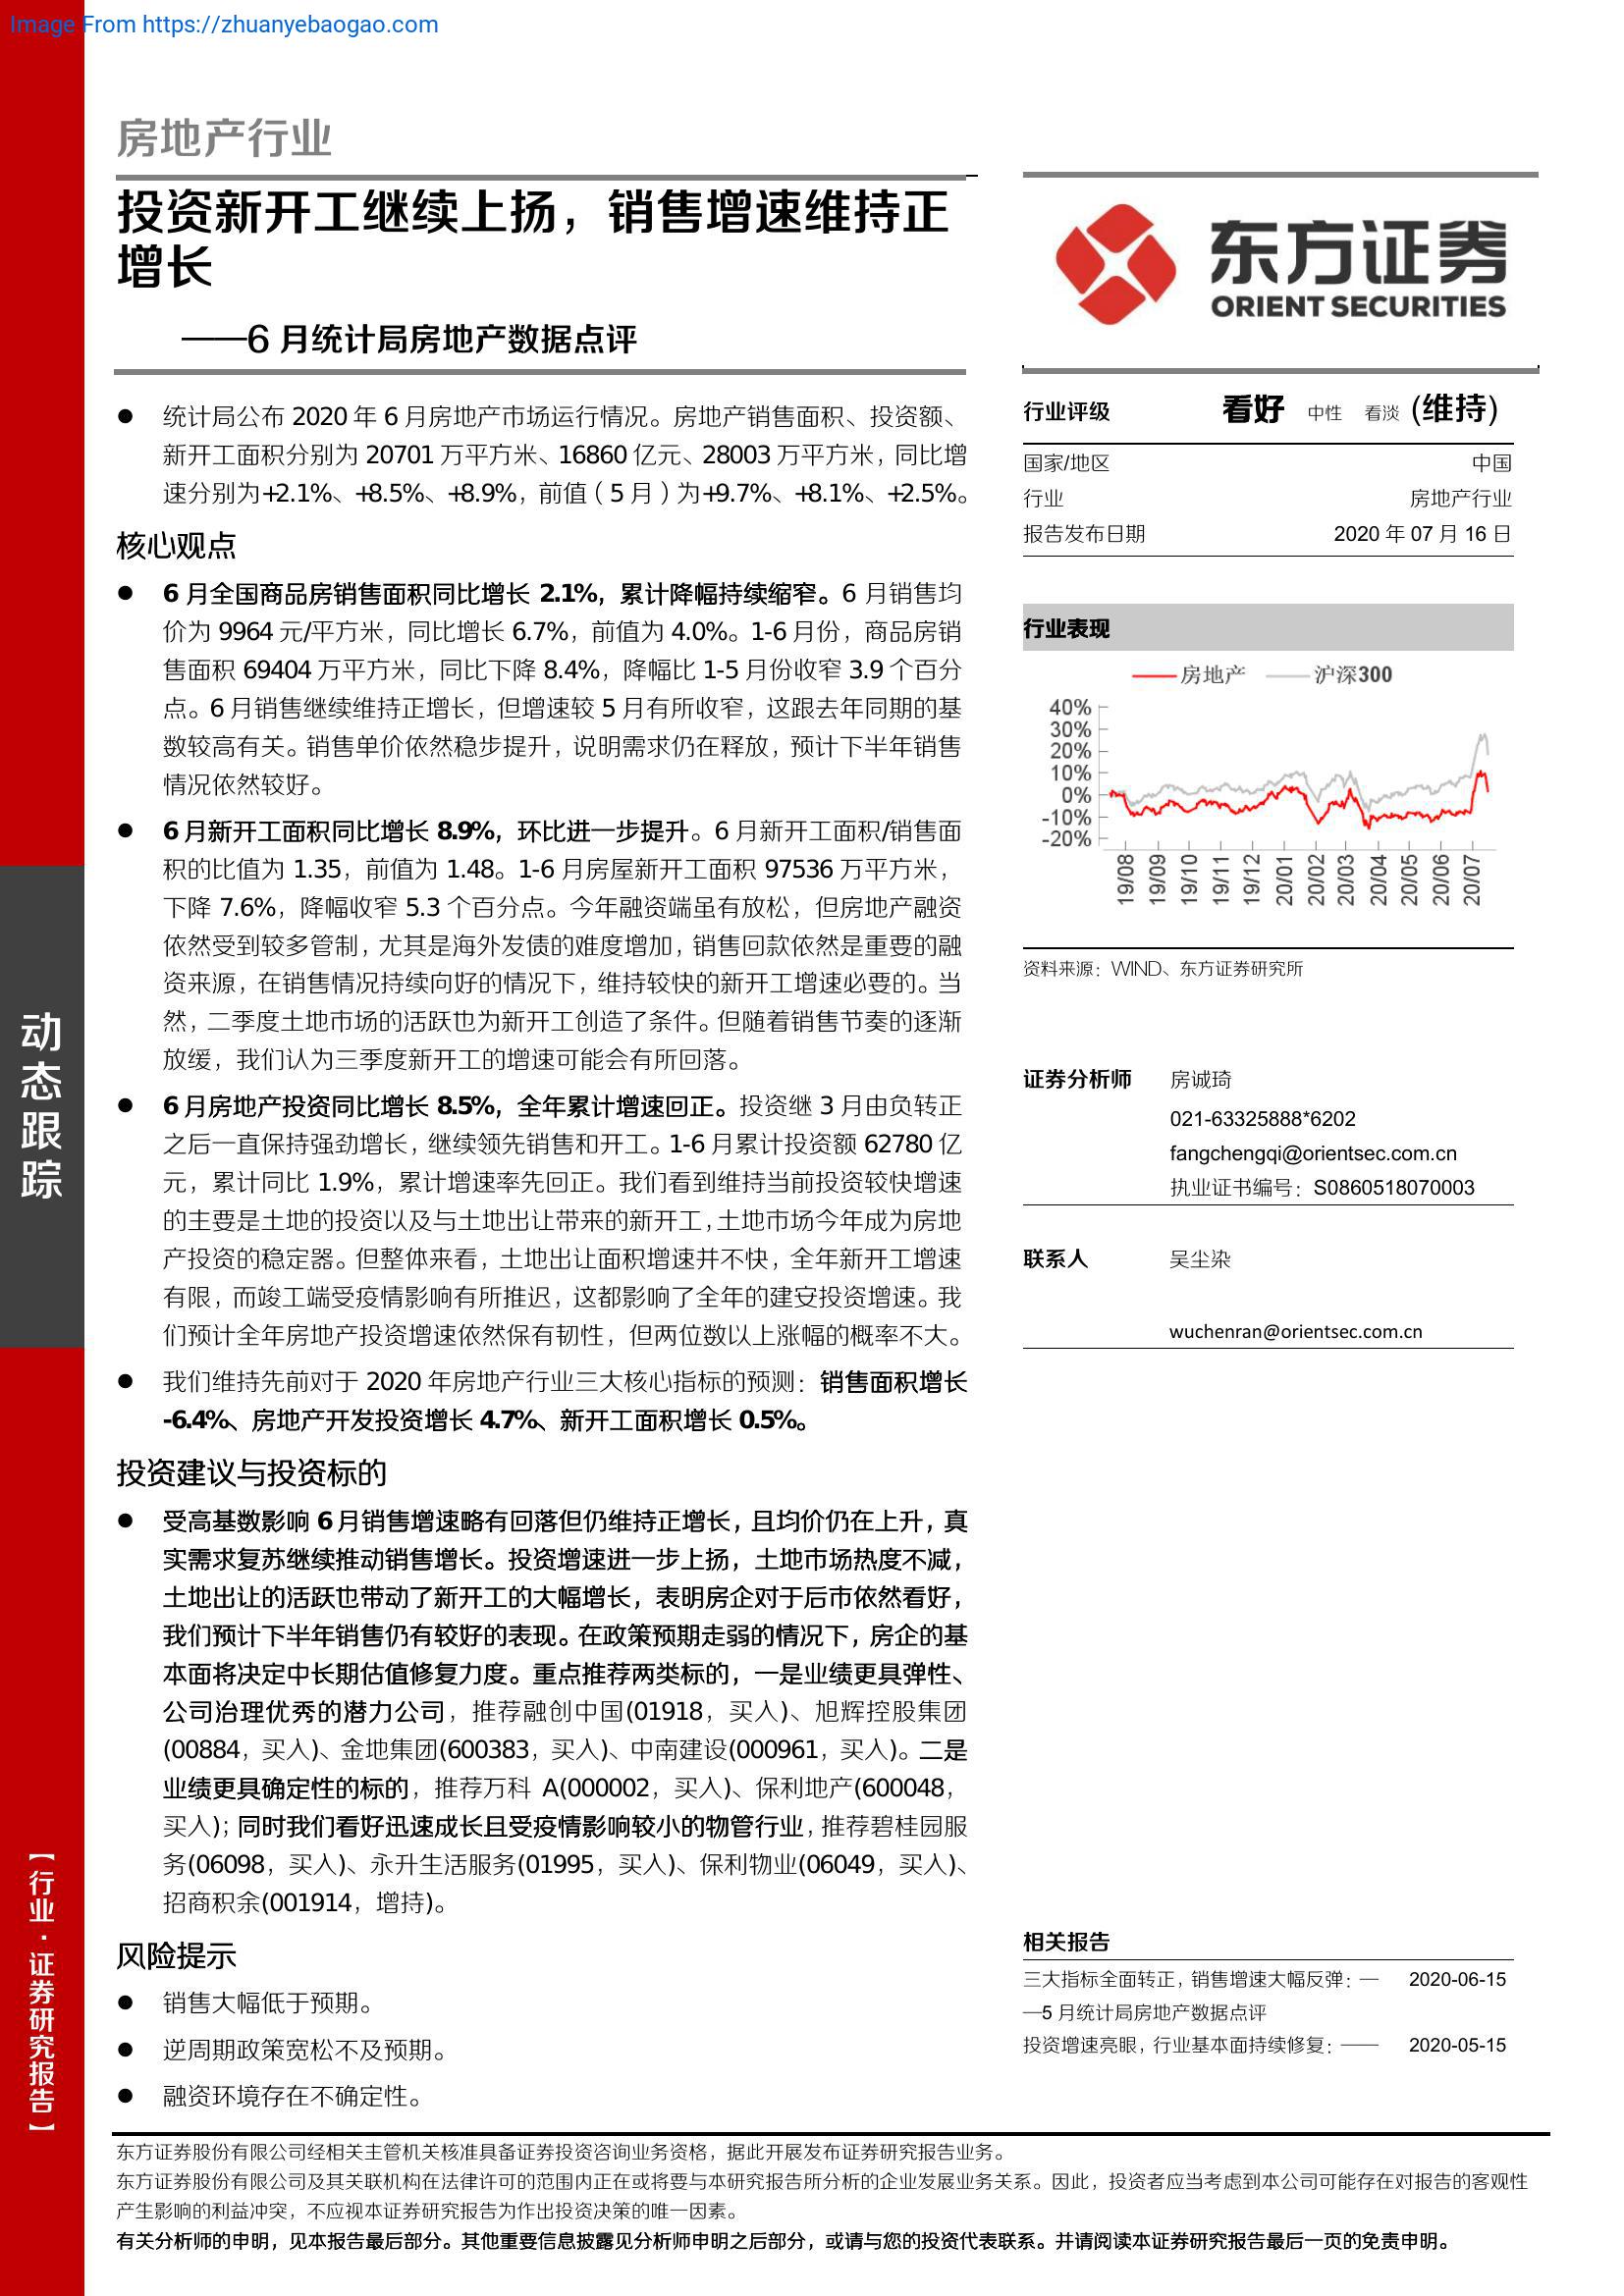 Image From https://zhuanyebaogao.com
房地产行业
投资新开工继续上扬，销售增速维持正
增长
——6 月统计局房地产数据点评
● 统计局公布 2020 年 6 月房地产市场运行情况。房地产销售面积、投资额、
新开工面积分别为 20701 万平方米、16860 亿元、28003 万平方米，同比增
速分别为+2.1%、+8.5%、+8.9%，前值（5 月）为+9.7%、+8.1%、+2.5%。
核心观点
● 6 月全国商品房销售面积同比增长 2.1%，累计降幅持续缩窄。6 月销售均
价为 9964 元/平方米，同比增长 6.7%，前值为 4.0%。1-6 月份，商品房销
售面积 69404 万平方米，同比下降 8.4%，降幅比 1-5 月份收窄 3.9 个百分
点。6 月销售继续维持正增长，但增速较 5 月有所收窄，这跟去年同期的基
数较高有关。销售单价依然稳步提升，说明需求仍在释放，预计下半年销售
情况依然较好。
● 6 月新开工面积同比增长 8.9%，环比进一步提升。6 月新开工面积/销售面
积的比值为 1.35，前值为 1.48。1-6 月房屋新开工面积 97536 万平方米，
下降 7.6%，降幅收窄 5.3 个百分点。今年融资端虽有放松，但房地产融资
依然受到较多管制，尤其是海外发债的难度增加，销售回款依然是重要的融
资来源，在销售情况持续向好的情况下，维持较快的新开工增速必要的。当
然，二季度土地市场的活跃也为新开工创造了条件。但随着销售节奏的逐渐
放缓，我们认为三季度新开工的增速可能会有所回落。
● 6 月房地产投资同比增长 8.5%，全年累计增速回正。投资继 3 月由负转正
之后一直保持强劲增长，继续领先销售和开工。1-6 月累计投资额 62780 亿
元，累计同比 1.9%，累计增速率先回正。我们看到维持当前投资较快增速
的主要是土地的投资以及与土地出让带来的新开工，土地市场今年成为房地
产投资的稳定器。但整体来看，土地出让面积增速并不快，全年新开工增速
有限，而竣工端受疫情影响有所推迟，这都影响了全年的建安投资增速。我
们预计全年房地产投资增速依然保有韧性，但两位数以上涨幅的概率不大。
● 我们维持先前对于 2020 年房地产行业三大核心指标的预测：销售面积增长
-6.4%、房地产开发投资增长 4.7%、新开工面积增长 0.5%。
投资建议与投资标的
● 受高基数影响 6 月销售增速略有回落但仍维持正增长，且均价仍在上升，真
实需求复苏继续推动销售增长。投资增速进一步上扬，土地市场热度不减，
土地出让的活跃也带动了新开工的大幅增长，表明房企对于后市依然看好，
我们预计下半年销售仍有较好的表现。在政策预期走弱的情况下，房企的基
本面将决定中长期估值修复力度。重点推荐两类标的，一是业绩更具弹性、
公司治理优秀的潜力公司，推荐融创中国(01918，买入)、旭辉控股集团
(00884，买入)、金地集团(600383，买入)、中南建设(000961，买入)。二是
业绩更具确定性的标的，推荐万科 A(000002，买入)、保利地产(600048，
买入)；同时我们看好迅速成长且受疫情影响较小的物管行业，推荐碧桂园服
务(06098，买入)、永升生活服务(01995，买入)、保利物业(06049，买入)、
招商积余(001914，增持)。
风险提示
● 销售大幅低于预期。
● 逆周期政策宽松不及预期。
● 融资环境存在不确定性。
东方证券
ORIENT SECURITIES
行业评级 看好 中性 看淡 (维持)
国家/地区 中国
行业 房地产行业
报告发布日期 2020 年 07 月 16 日
行业表现
房地产 沪深300
40%
30%
20%
10%
0%
-10%
-20%
19/08 19/09 19/10 19/11 19/12 20/01 20/02 20/03 20/04 20/05 20/06 20/07
资料来源：WIND、东方证券研究所
证券分析师 房诚琦
021-63325888*6202
fangchengqi@orientsec.com.cn
执业证书编号：S0860518070003
联系人 吴尘染
wuchenran@orientsec.com.cn
相关报告
三大指标全面转正，销售增速大幅反弹：— 2020-06-15
—5 月统计局房地产数据点评
投资增速亮眼，行业基本面持续修复：—— 2020-05-15
动态跟踪
【行业·证券研究报告】
东方证券股份有限公司经相关主管机关核准具备证券投资咨询业务资格，据此开展发布证券研究报告业务。
东方证券股份有限公司及其关联机构在法律许可的范围内正在或将要与本研究报告所分析的企业发展业务关系。因此，投资者应当考虑到本公司可能存在对报告的客观性
产生影响的利益冲突，不应视本证券研究报告为作出投资决策的唯一因素。
有关分析师的申明，见本报告最后部分。其他重要信息披露见分析师申明之后部分，或请与您的投资代表联系。并请阅读本证券研究报告最后一页的免责申明。